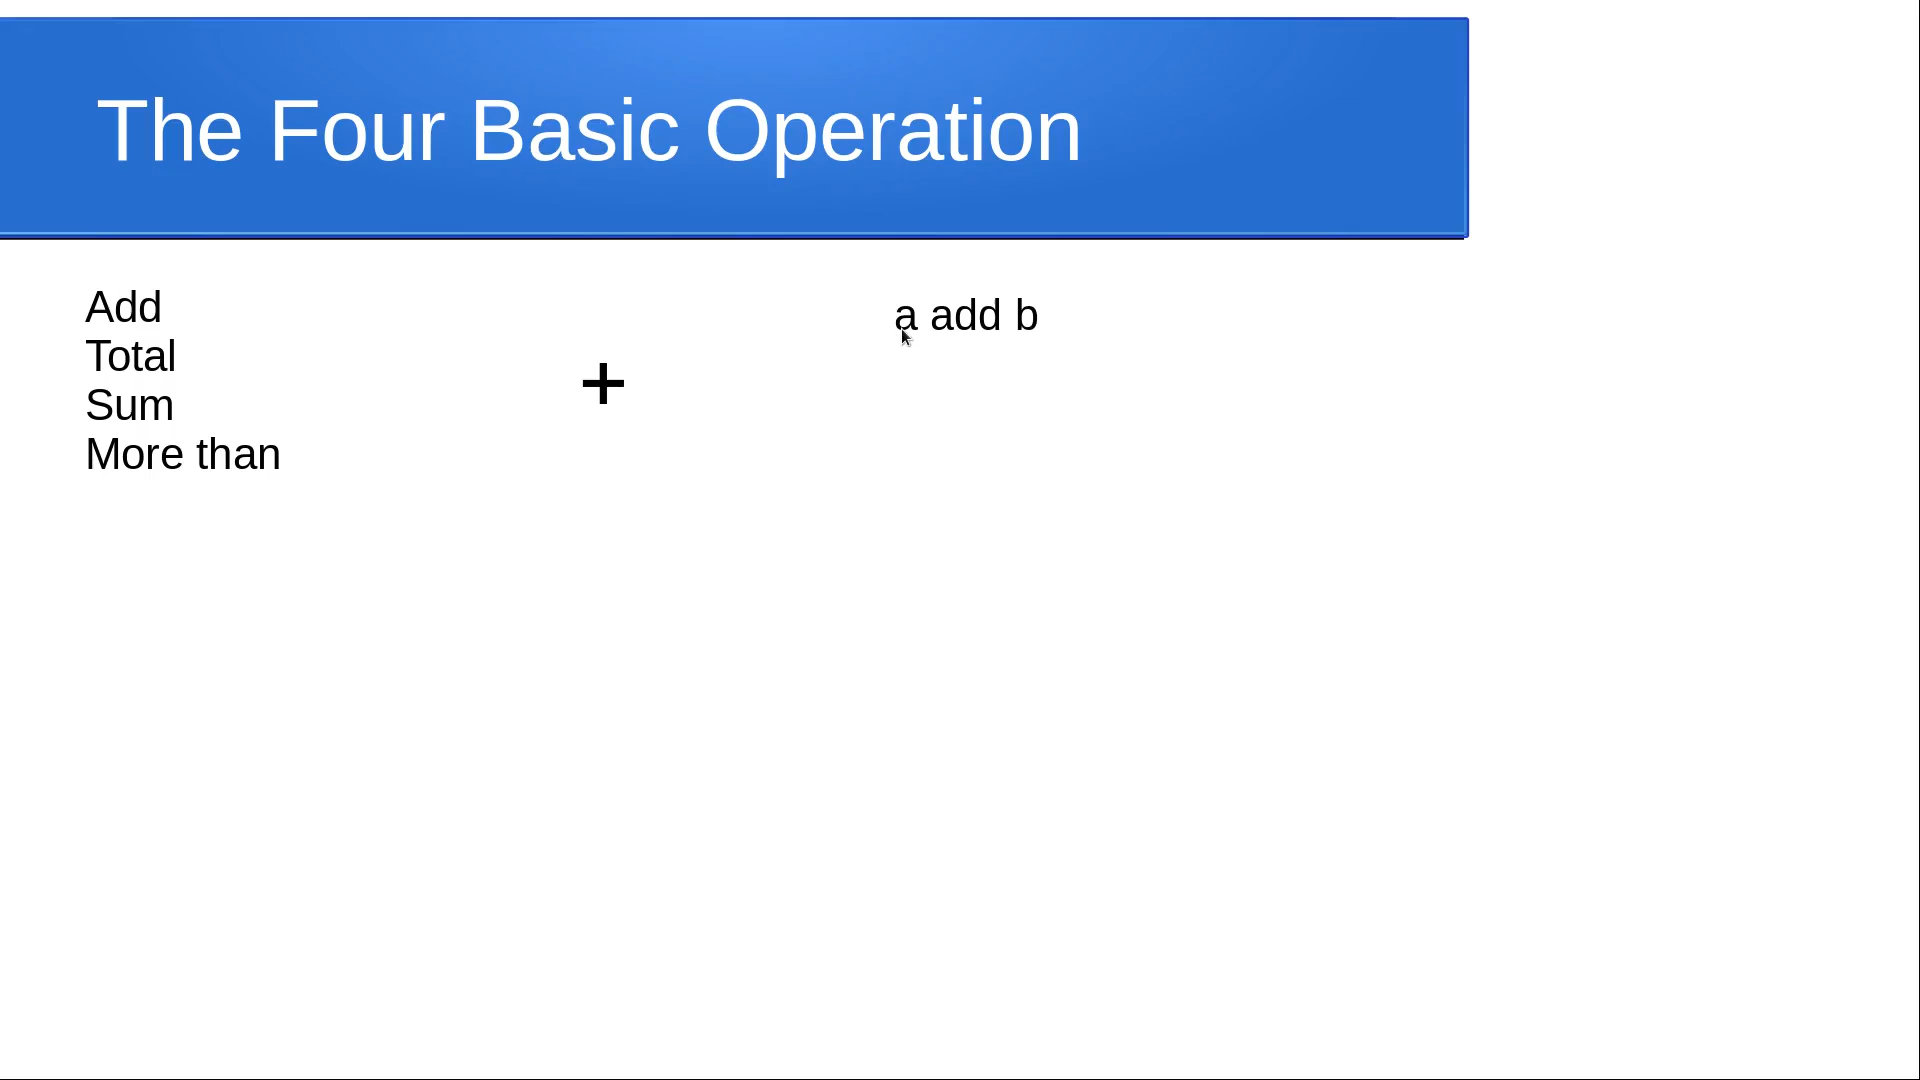 The Four Basic Operation
Add
Total
Sum
More than
+
a add b